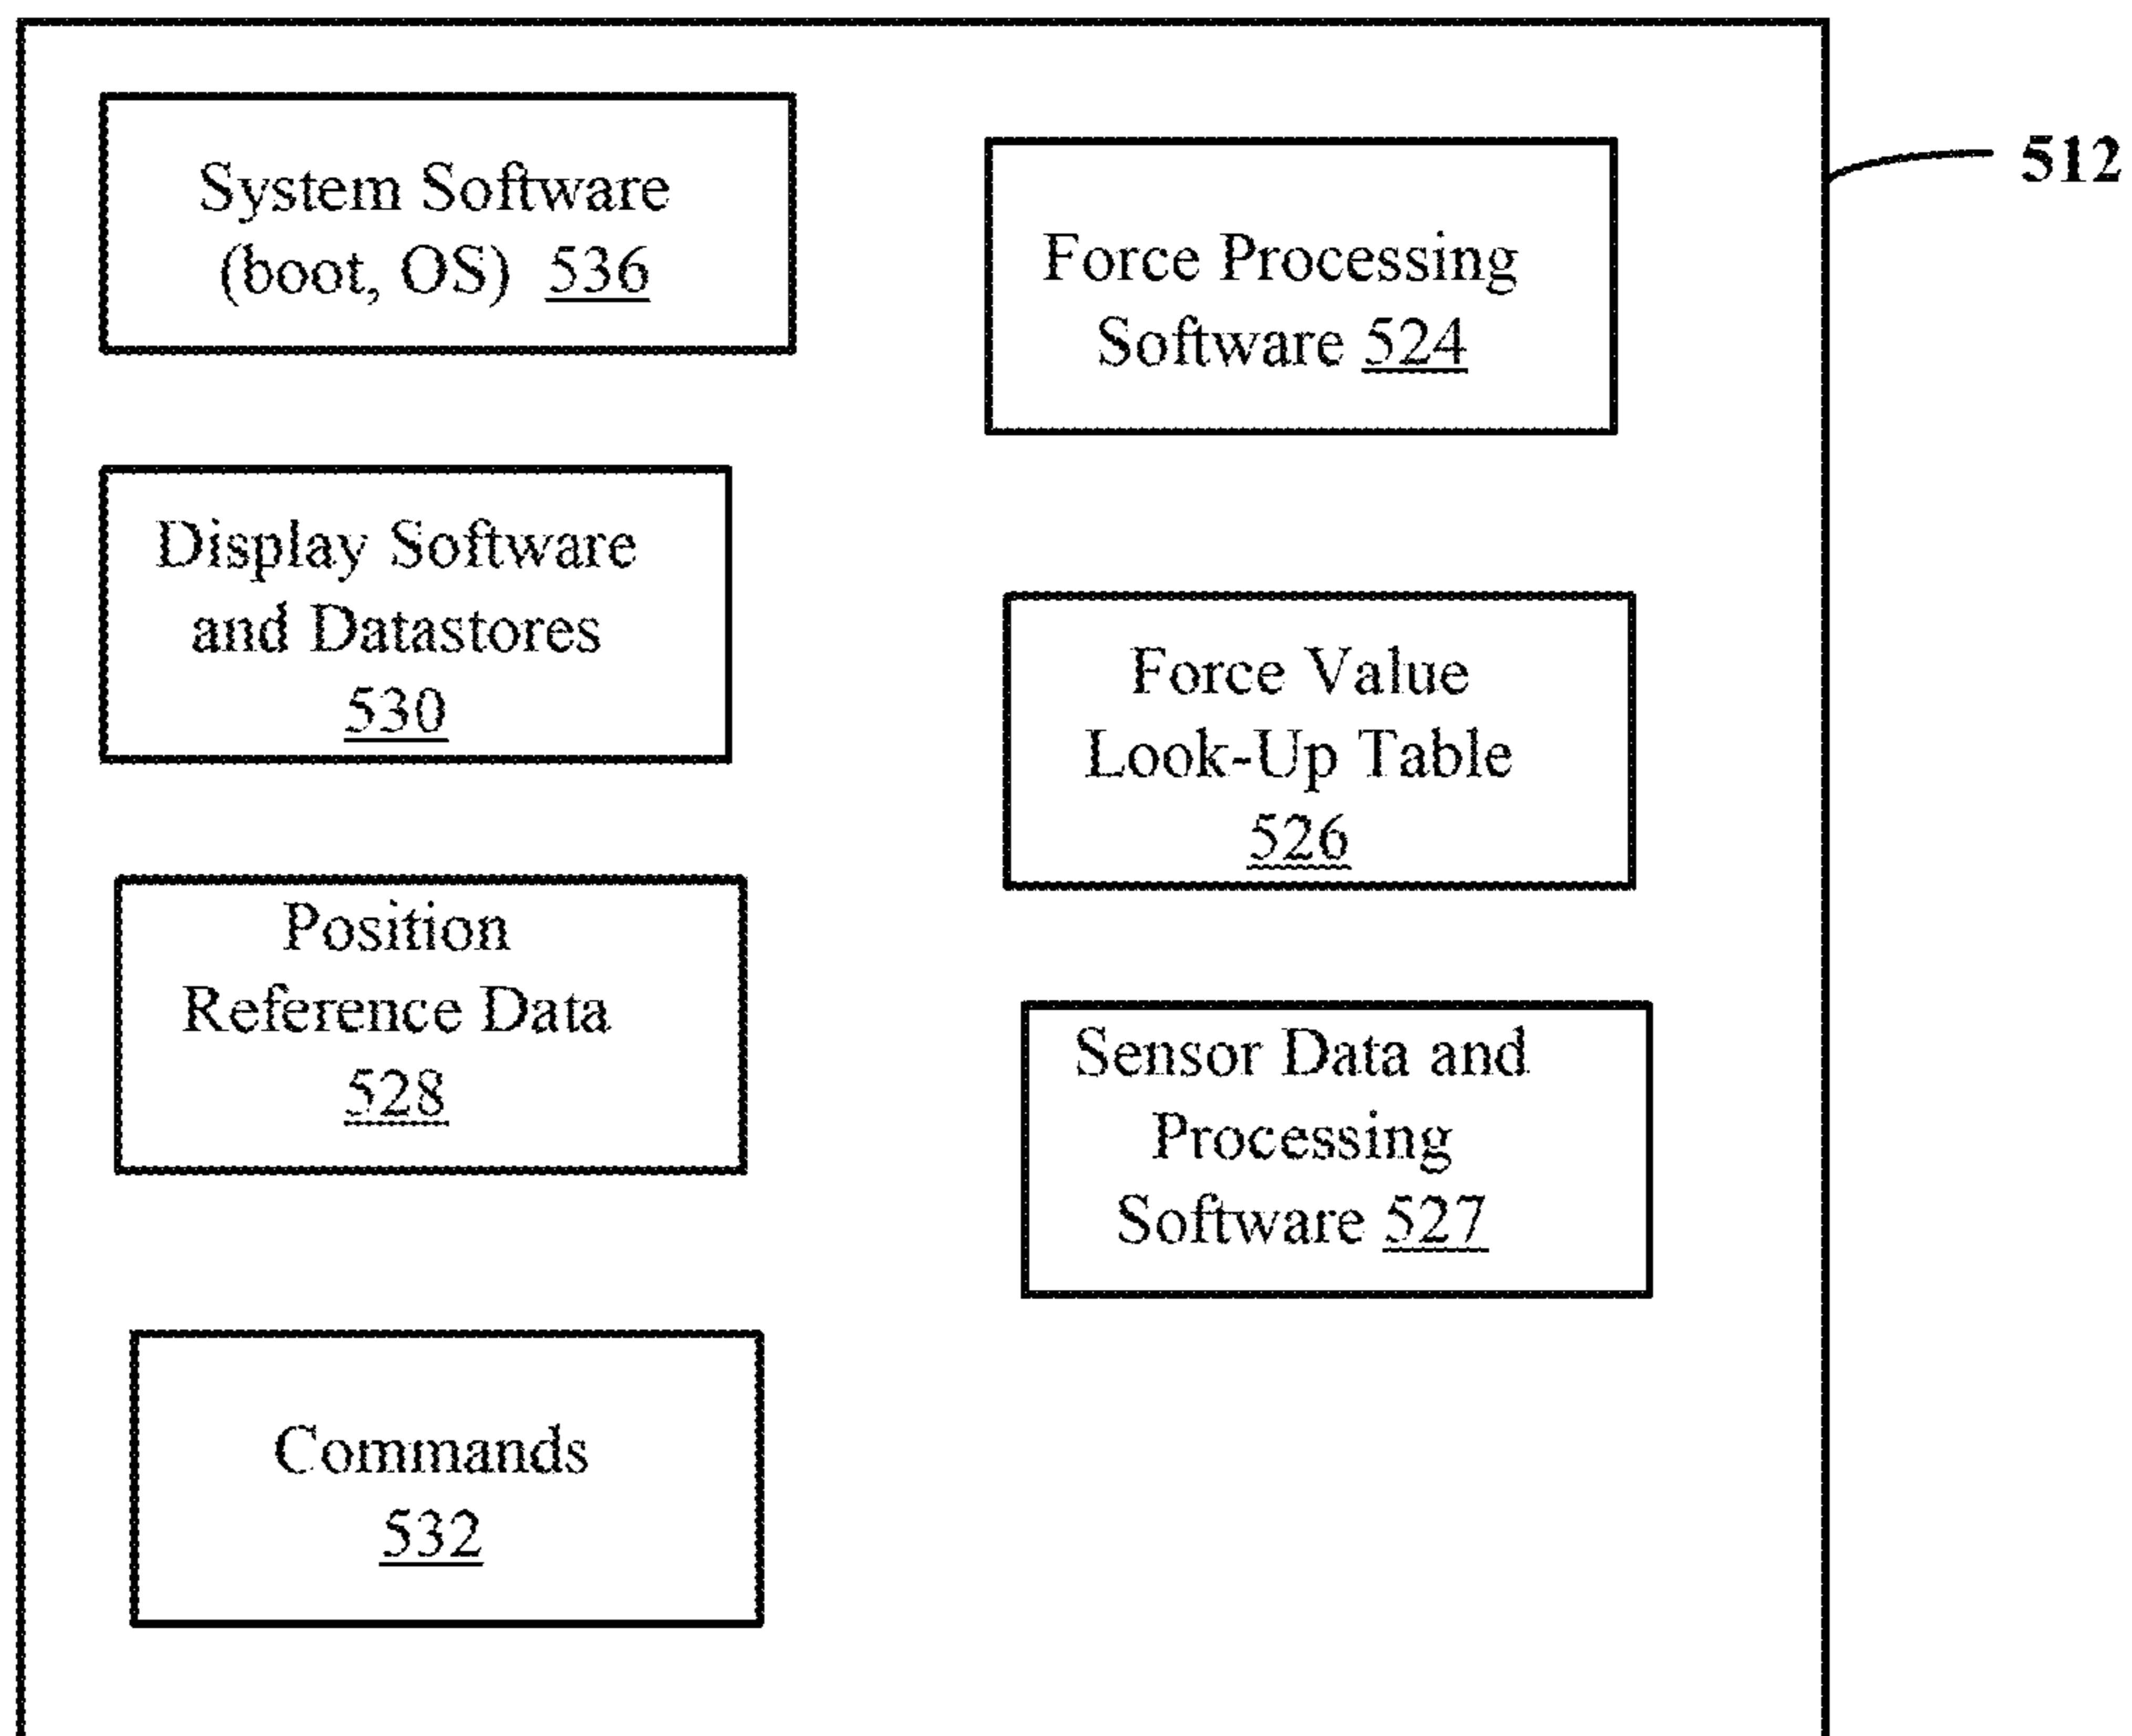 System Software
(boot, OS) 536
Force Processing
Software 524
512
Display Software
and Datastores
530
Force Value
Look-Up Table
526
Position
Reference Data
528
Sensor Data and
Processing
Software 527
Commands
532